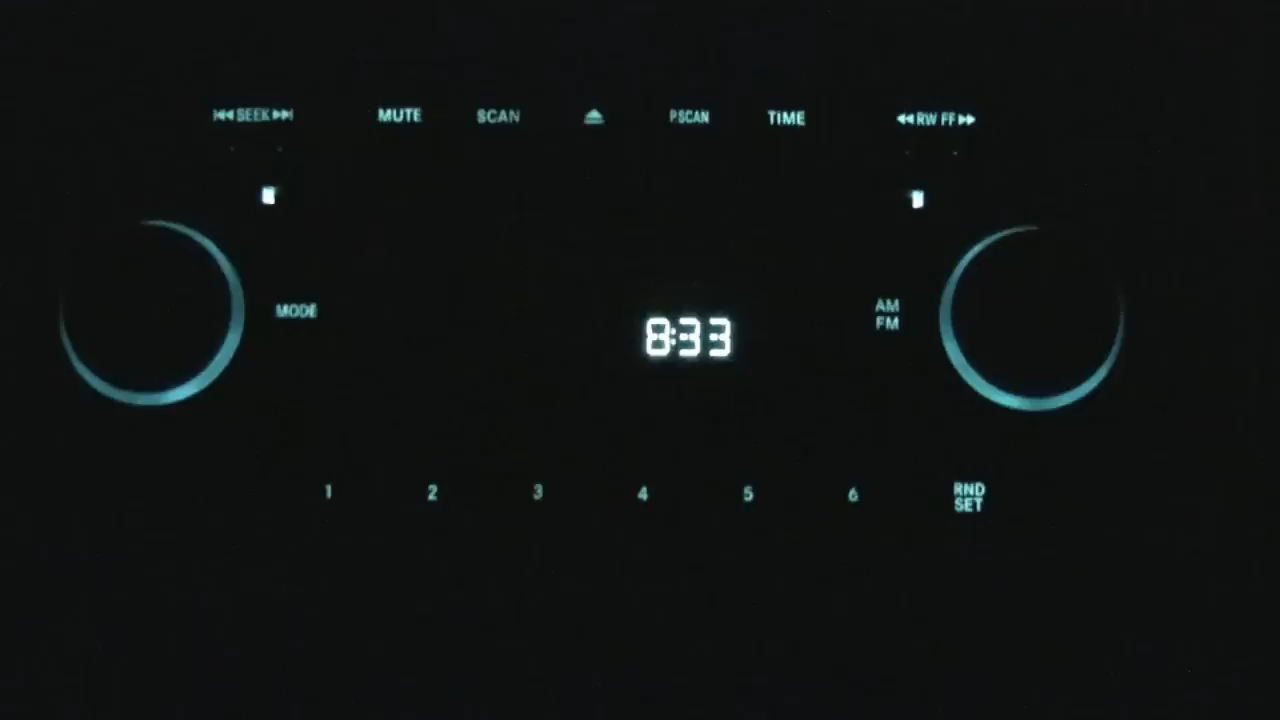 SEEK MUTE SCAN PSCAN TIME RW FF
MODE
8:33
AM
FM
1 2 3 4 5 6
RND
SET